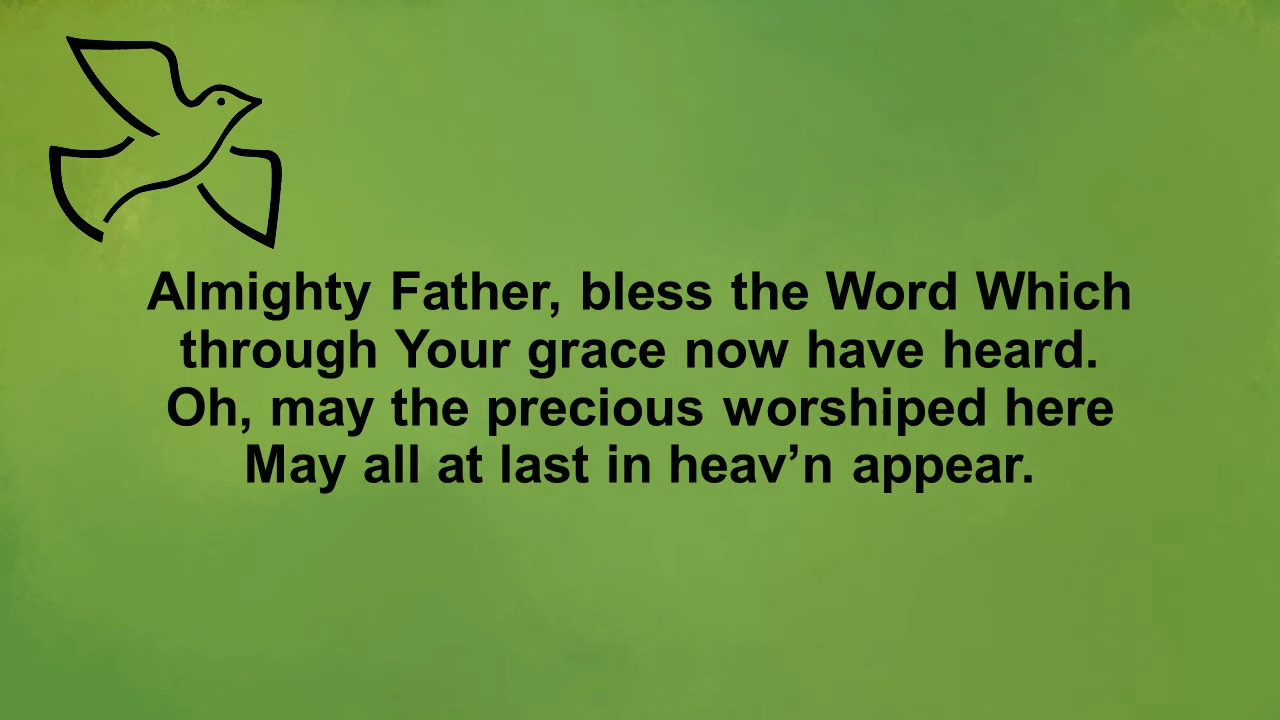 Almighty Father, bless the Word Which
through Your grace now have heard.
Oh, may the precious worshiped here
May all at last in heav’n appear.